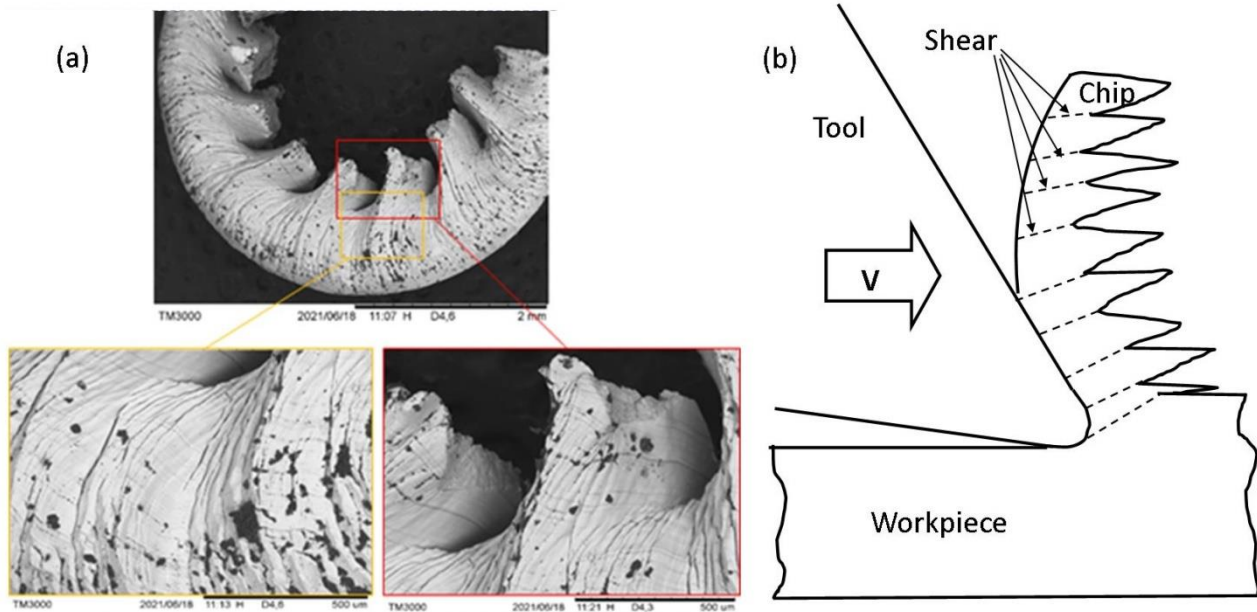 (a)
TM3000 2021/06/18 11:07 H D4,6 2 mm
TM3000 2021/06/18 11:13 H D4,6 500 um
TM3000 2021/06/18 11:21 H D4,3 500 um
(b)
Shear
Chip
Tool
V
Workpiece